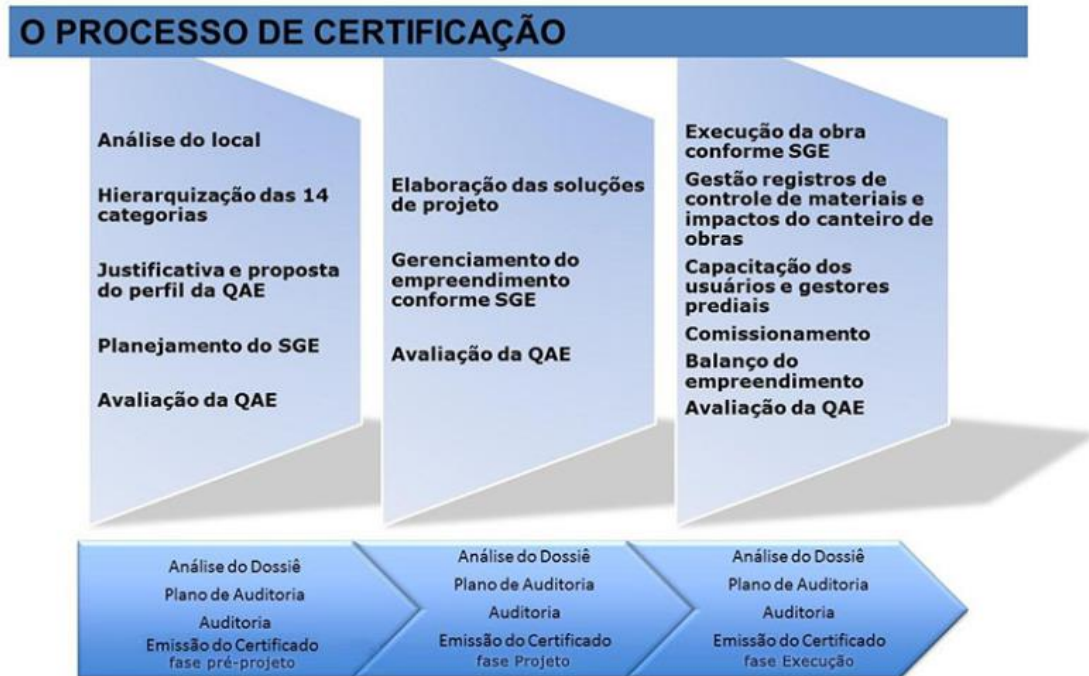 O PROCESSO DE CERTIFICAÇÃO
Análise do local
Hierarquização das 14
categorias
Justificativa e proposta
do perfil da QAE
Planejamento do SGE
Avaliação da QAE
Elaboração das soluções
de projeto
Gerenciamento do
empreendimento
conforme SGE
Avaliação da QAE
Execução da obra
conforme SGE
Gestão registros de
controle de materiais e
impactos do canteiro de
obras
Capacitação dos
usuários e gestores
prediais
Comissionamento
Balanço do
empreendimento
Avaliação da QAE
Análise do Dossiê
Plano de Auditoria
Auditoria
Emissão do Certificado
fase pré-projeto
Análise do Dossiê
Plano de Auditoria
Auditoria
Emissão do Certificado
fase Projeto
Análise do Dossiê
Plano de Auditoria
Auditoria
Emissão do Certificado
fase Execução